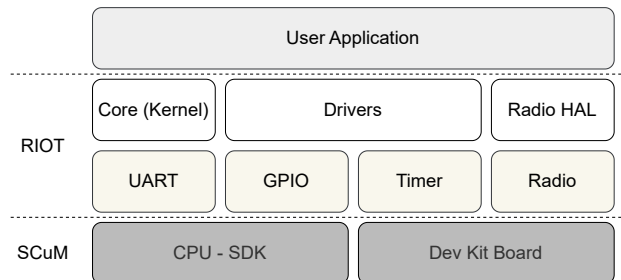 User Application
Core (Kernel) Drivers Radio HAL
RIOT
UART GPIO Timer Radio
SCuM CPU - SDK Dev Kit Board